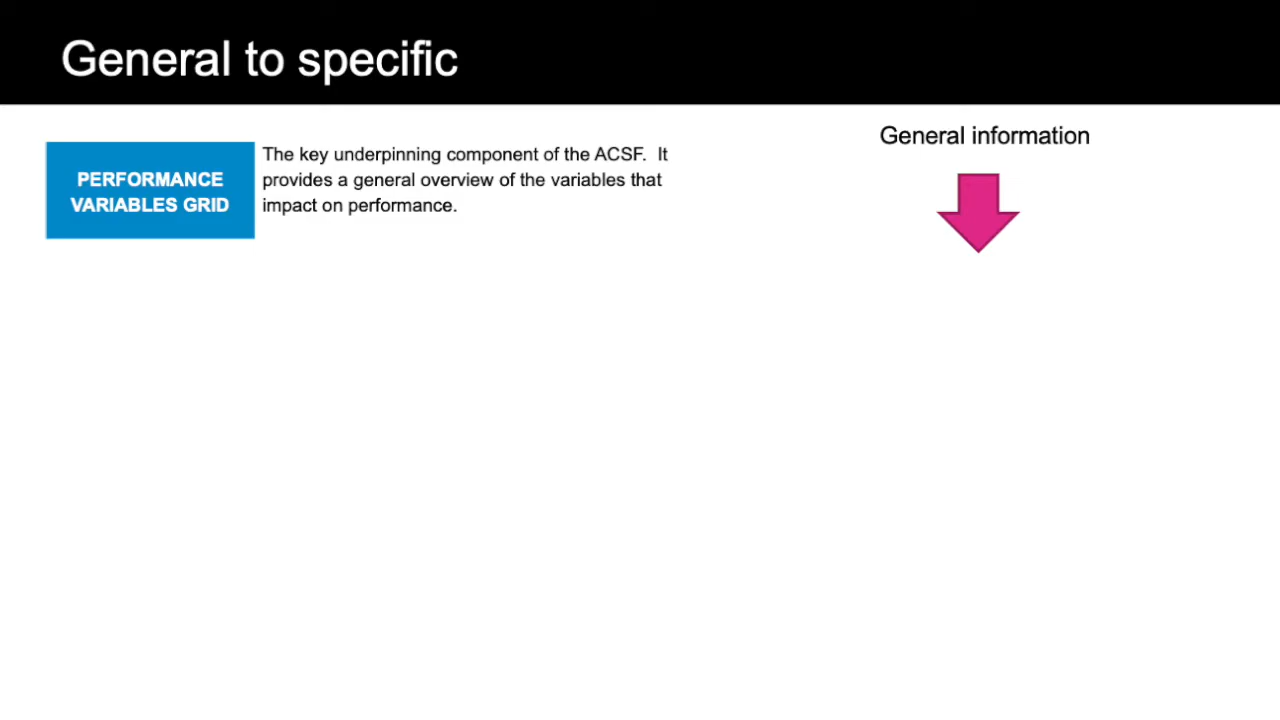 General to specific
General information
PERFORMANCE
VARIABLES GRID
The key underpinning component of the ACSF.  It
provides a general overview of the variables that
impact on performance.